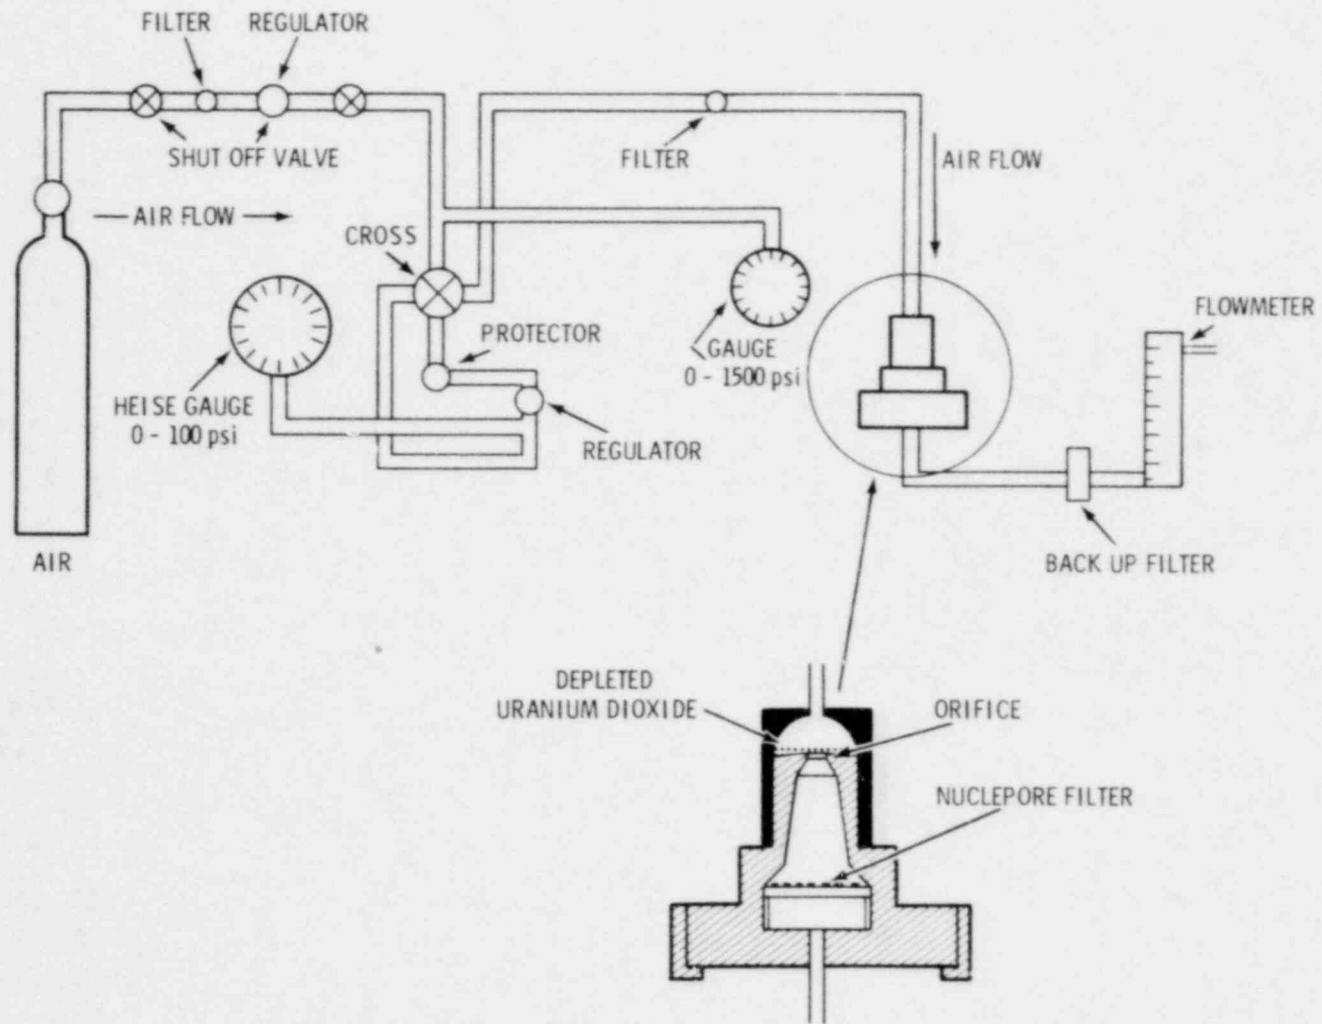 FILTER
REGULATOR
SHUT OFF VALVE
FILTER
AIR FLOW
AIR FLOW
CROSS
PROTECTOR
GAUGE
0 - 1500 psi
FLOWMETER
HEISE GAUGE
0 - 100 psi
REGULATOR
AIR
BACK UP FILTER
DEPLETED
URANIUM DIOXIDE
ORIFICE
NUCLEPORE FILTER